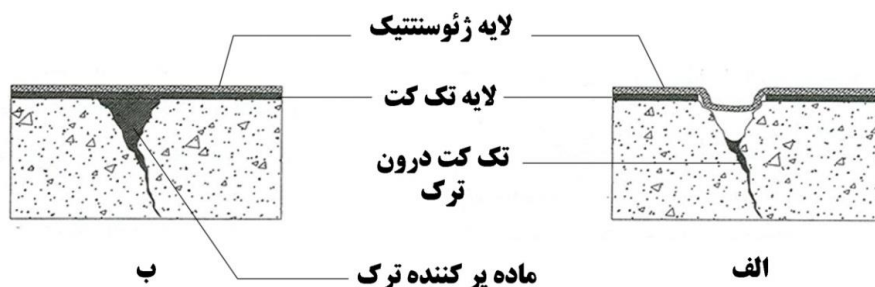 لایه ژئوسنتتیک
لایه تک کت
تک کت درون
ترک
ماده پر کننده ترک
الف
ب